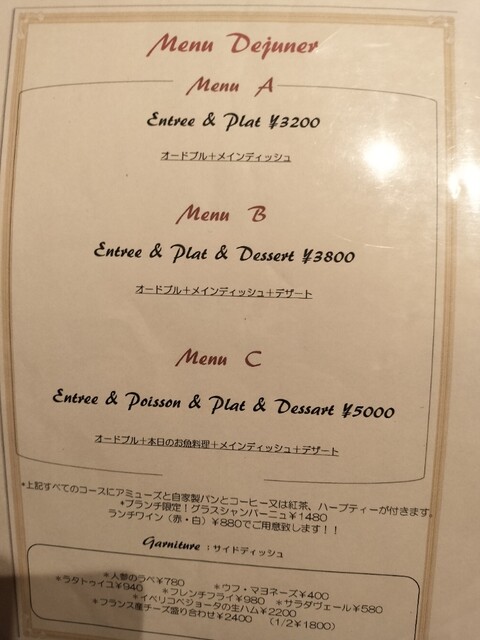 Menu Dejuner
Menu A
Entree & Plat ¥3200
オードブル+メインディッシュ
Menu B
Entree & Plat & Dessert ¥3800
オードブル+メインディッシュ+デザート
Menu C
Entree & Poisson & Plat & Dessart ¥5000
オードブル+本日のお魚料理+メインディッシュ+デザート
*上記すべてのコースにアミューズと自家製パンとコーヒー又は紅茶、ハーブティーが付きます。
*ブランチ限定！グラスシャンパーニュ¥1480
ランチワイン（赤・白）¥880でご用意致します！！
Garniture：サイドディッシュ
*人参のラペ¥780 *ウフ・マヨネーズ¥400
*ラタトゥイユ¥940 *フレンチフライ¥980 *サラダヴェール¥580
*イベリコベジョータの生ハム¥2200
*フランス産チーズ盛り合わせ¥2400 （1/2¥1800）